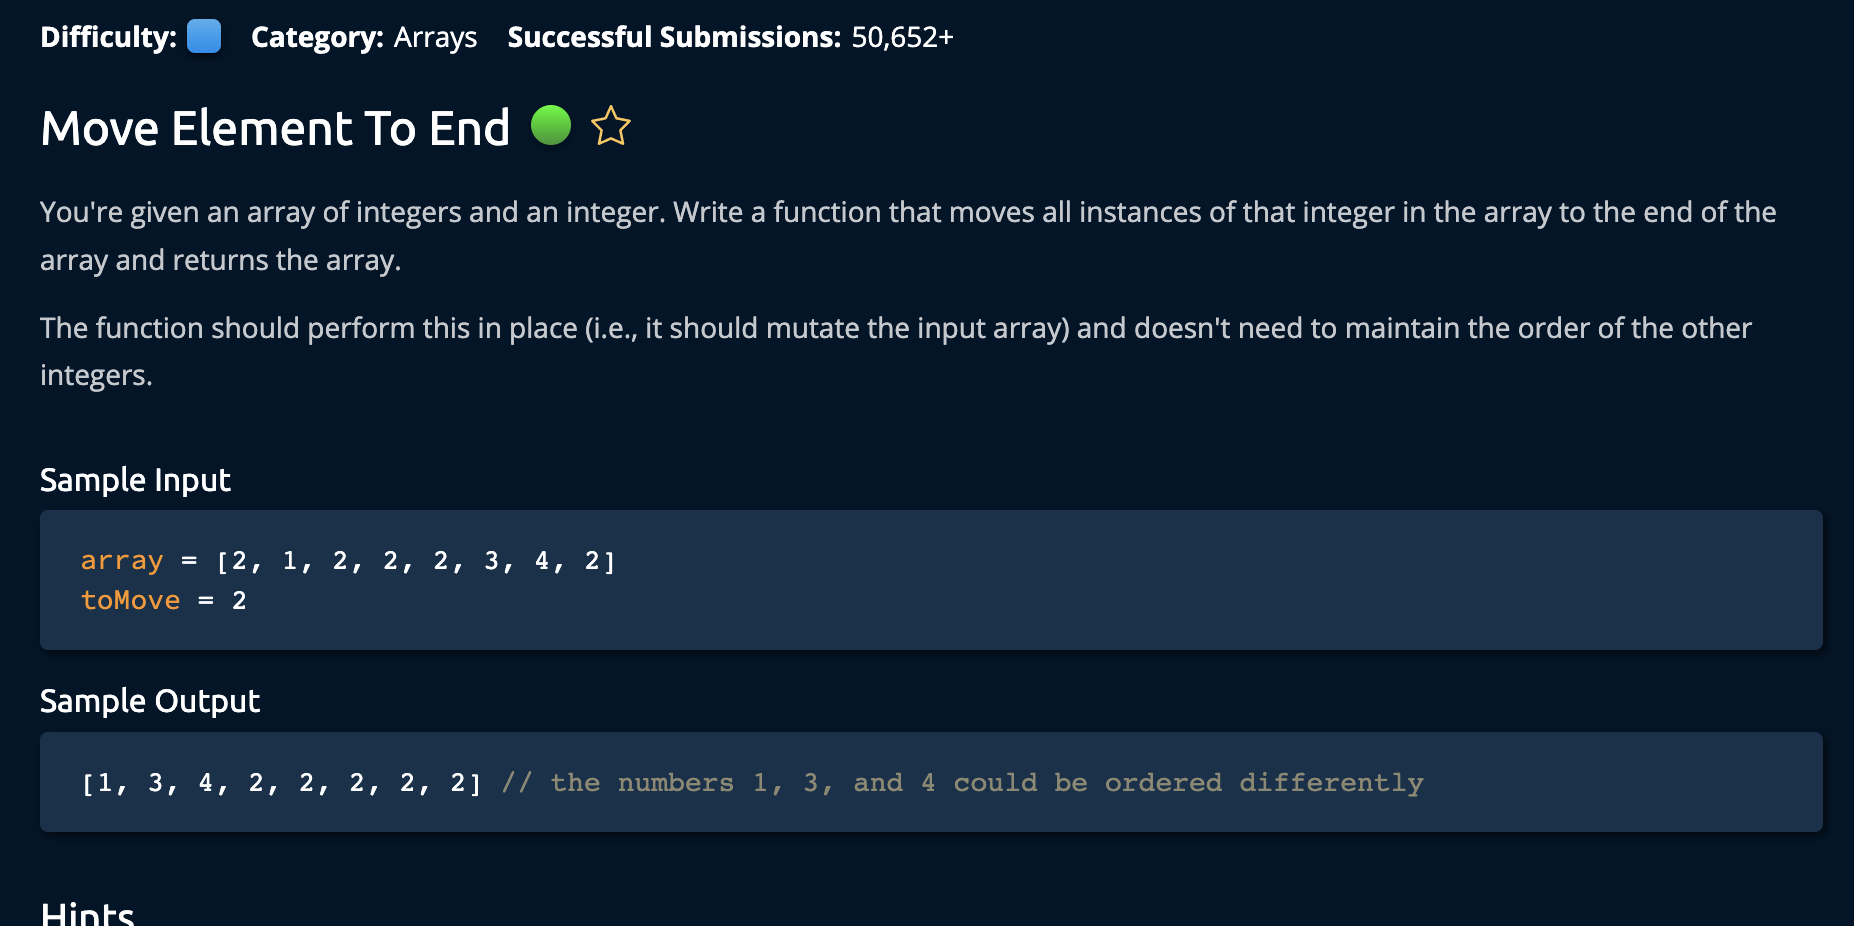 Difficulty: Category: Arrays Successful Submissions: 50,652+
Move Element To End
You're given an array of integers and an integer. Write a function that moves all instances of that integer in the array to the end of the
array and returns the array.
The function should perform this in place (i.e., it should mutate the input array) and doesn't need to maintain the order of the other
integers.
Sample Input
array = [2, 1, 2, 2, 2, 3, 4, 2]
toMove = 2
Sample Output
[1, 3, 4, 2, 2, 2, 2, 2] // the numbers 1, 3, and 4 could be ordered differently
Hints